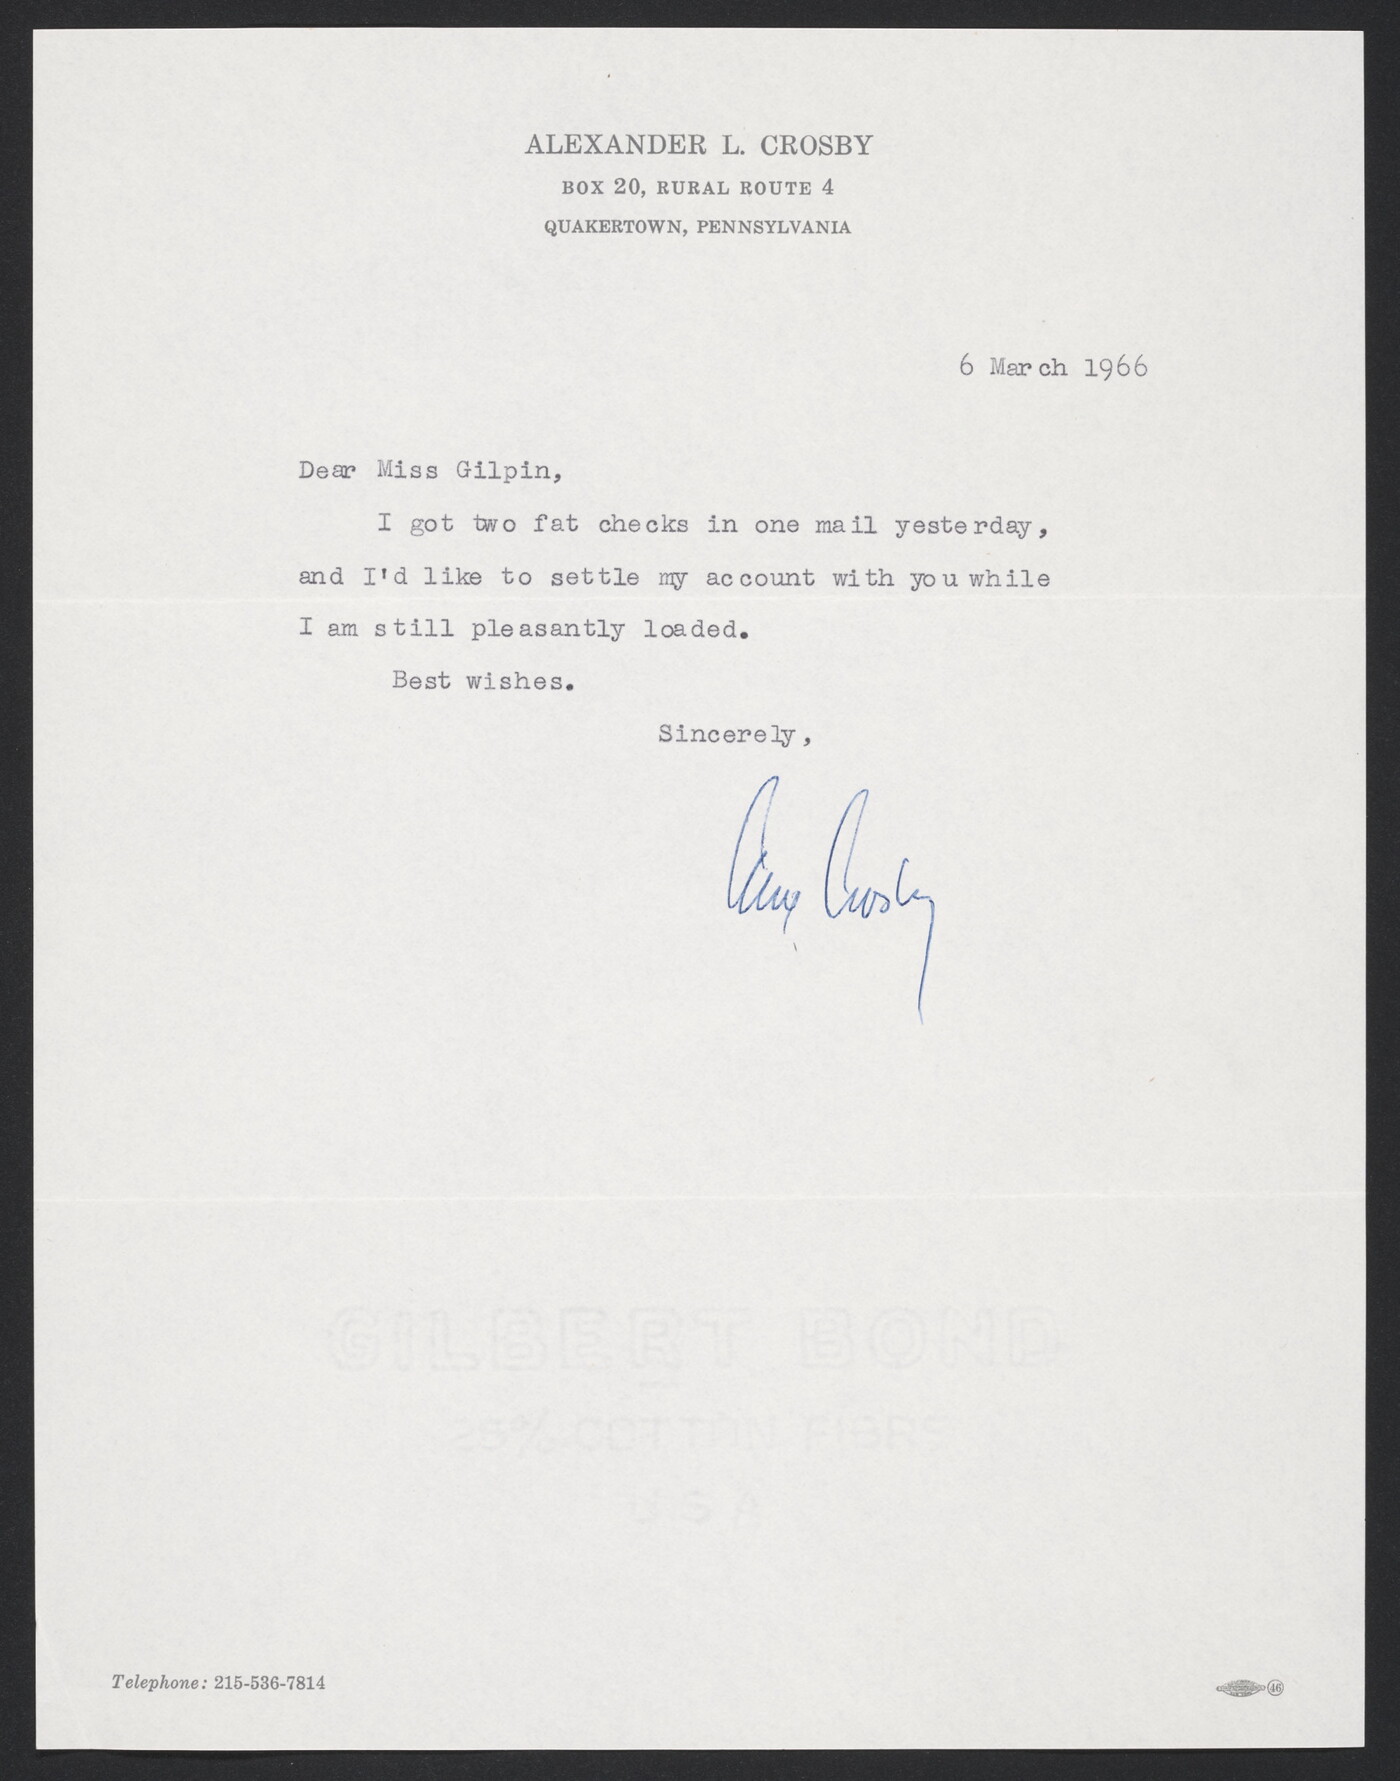 ALEXANDER L. CROSBY
BOX 20, RURAL ROUTE 4
QUAKERTOWN, PENNSYLVANIA
6 March 1966
Dear Miss Gilpin,
I got two fat checks in one mail yesterday,
and I'd like to settle my account with you while
I am still pleasantly loaded.
Best wishes.
Sincerely,
Alex Crosby
GILBERT BOND
25% COTTON FIBRE
U S A
Telephone: 215-536-7814
46